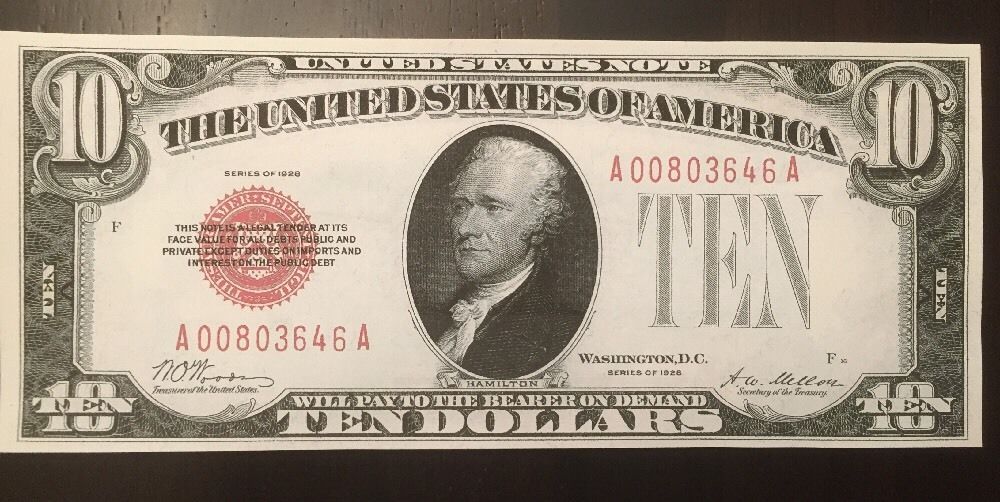 UNITED STATES NOTE
10 10
THE UNITED STATES OF AMERICA
SERIES OF 1928
A00803646A
F
THIS NOTE IS A LEGAL TENDER AT ITS
FACE VALUE FOR ALL DEBTS PUBLIC AND
PRIVATE EXCEPT DUTIES ON IMPORTS AND
INTEREST ON THE PUBLIC DEBT
TEN
TEN
TEN
A00803646A
WASHINGTON, D.C.
F
SERIES OF 1928
W.O. Woods
Treasurer of the United States.
A.W. Mellon
Secretary of the Treasury.
HAMILTON
WILL PAY TO THE BEARER ON DEMAND
10 TEN
TEN DOLLARS
10 TEN